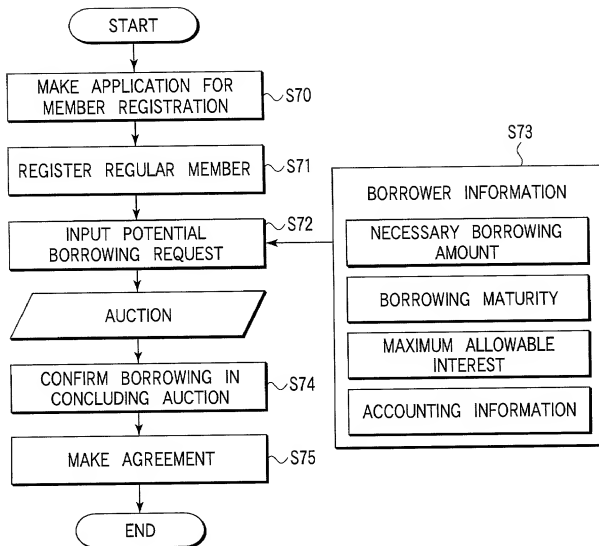 START
MAKE APPLICATION FOR
MEMBER REGISTRATION
S70
REGISTER REGULAR MEMBER
S71
INPUT POTENTIAL
BORROWING REQUEST
S72
AUCTION
CONFIRM BORROWING IN
CONCLUDING AUCTION
S74
MAKE AGREEMENT
S75
END
S73
BORROWER INFORMATION
NECESSARY BORROWING
AMOUNT
BORROWING MATURITY
MAXIMUM ALLOWABLE
INTEREST
ACCOUNTING INFORMATION